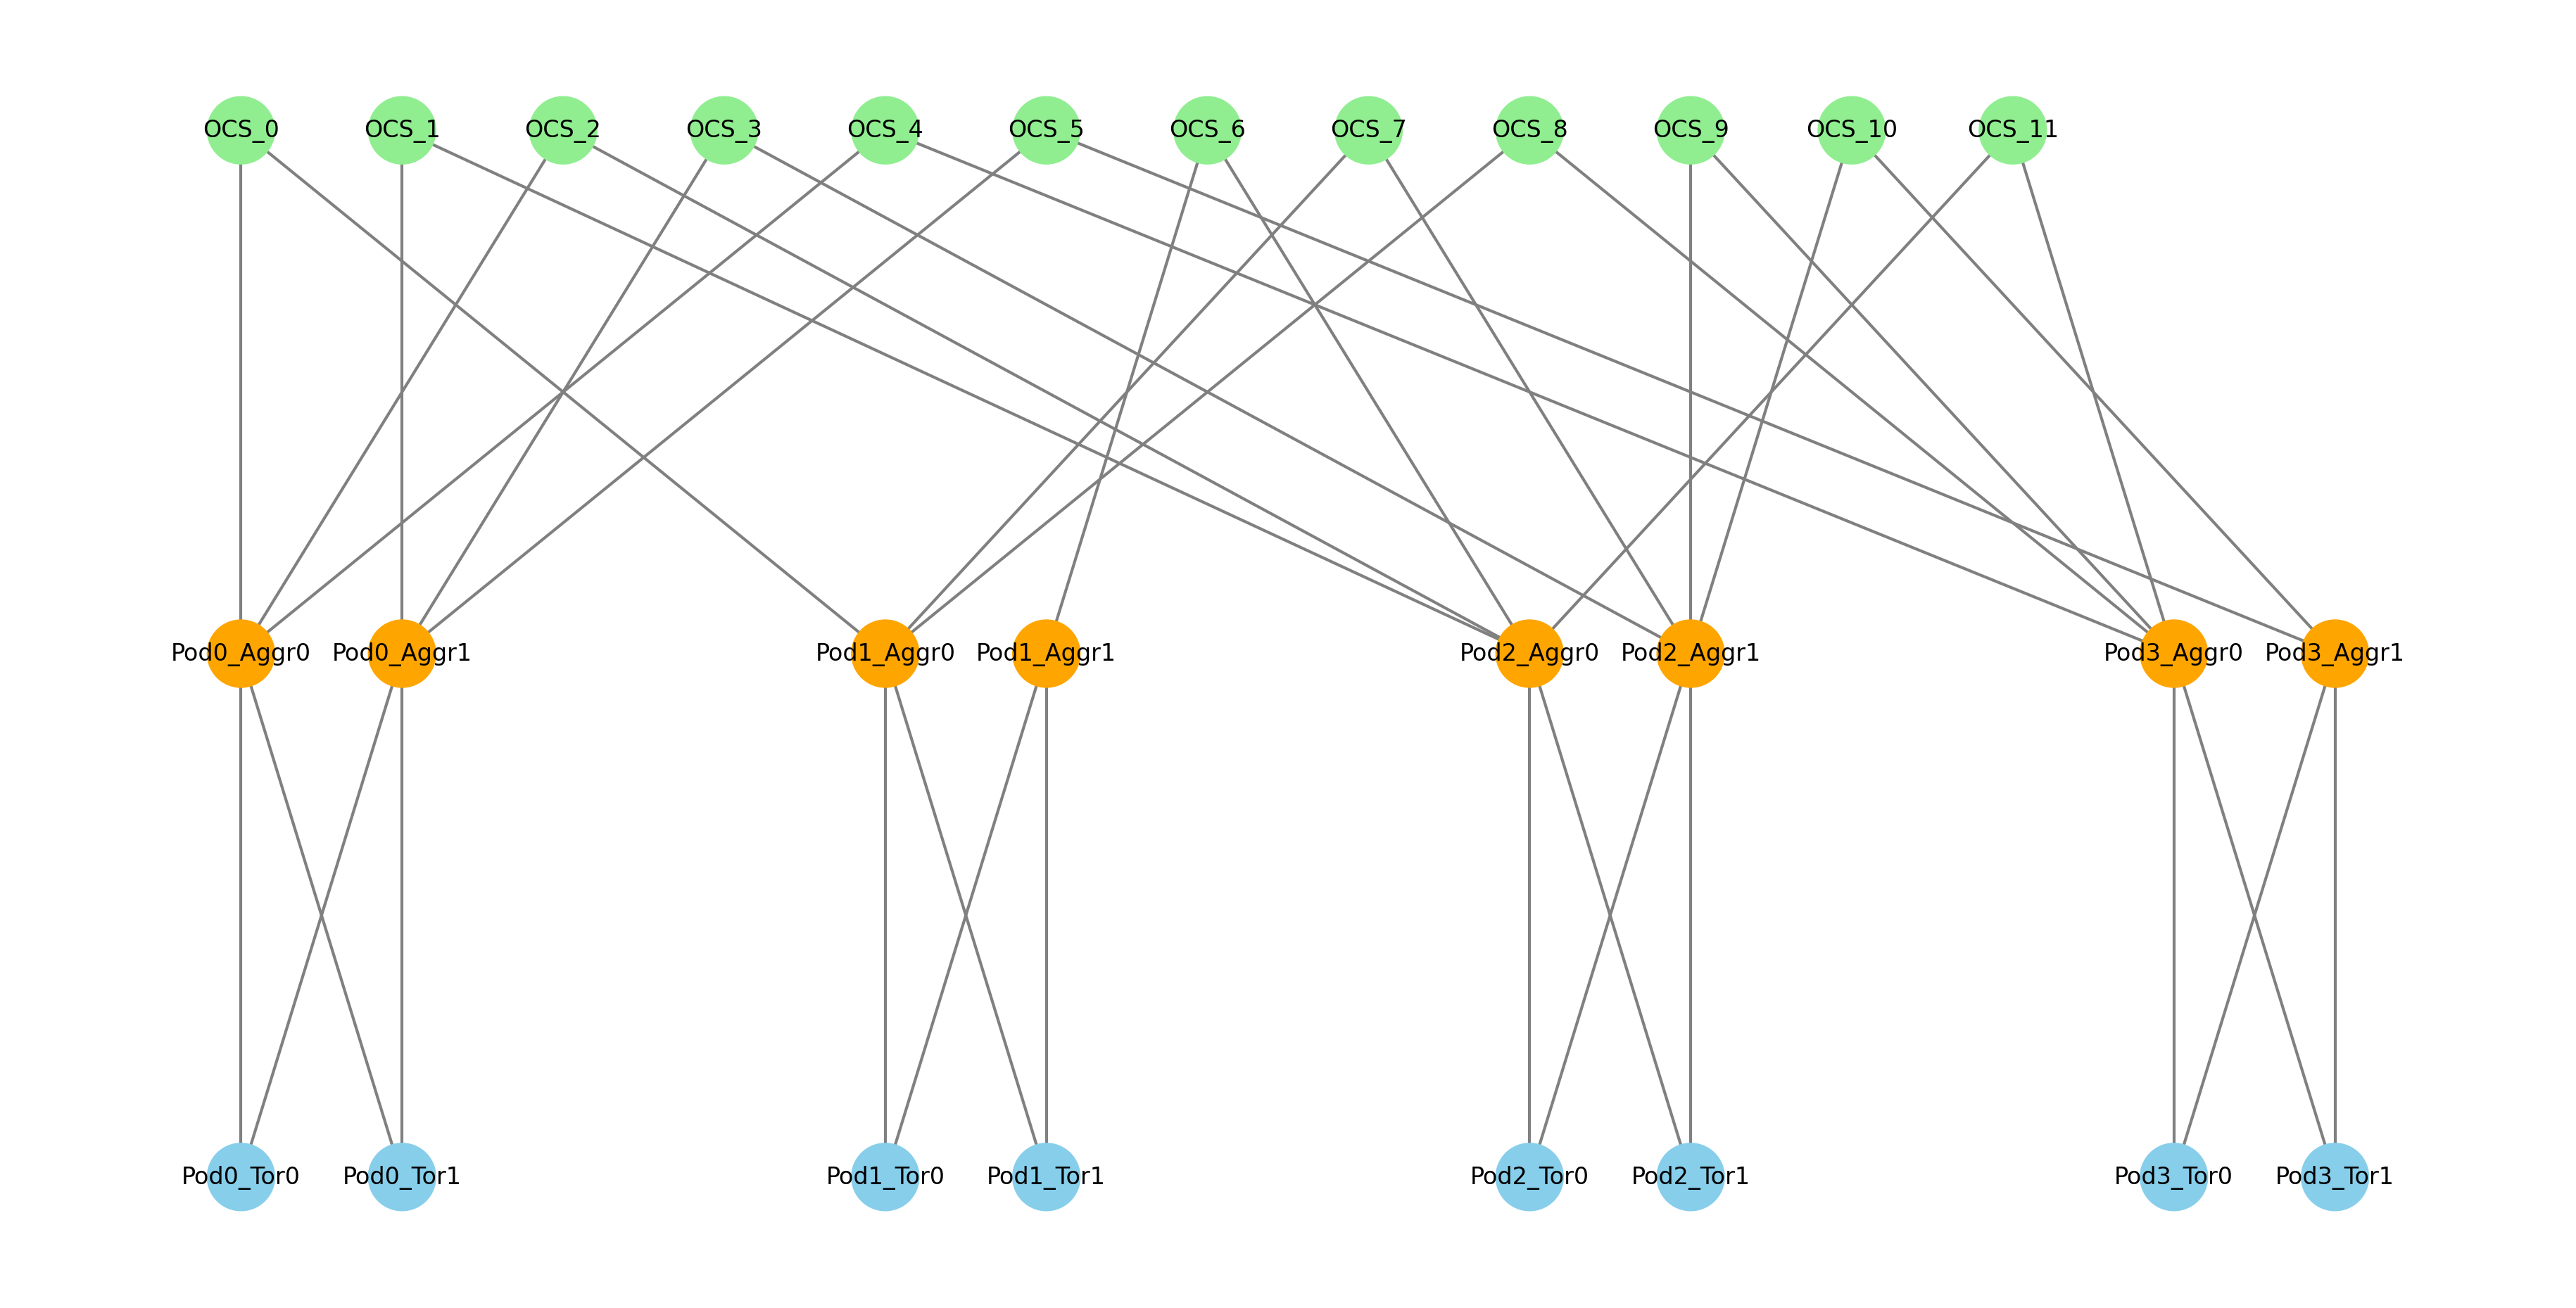 OCS_0
OCS_1
OCS_2
OCS_3
OCS_4
OCS_5
OCS_6
OCS_7
OCS_8
OCS_9
OCS_10
OCS_11
Pod0_Aggr0
Pod0_Aggr1
Pod1_Aggr0
Pod1_Aggr1
Pod2_Aggr0
Pod2_Aggr1
Pod3_Aggr0
Pod3_Aggr1
Pod0_Tor0
Pod0_Tor1
Pod1_Tor0
Pod1_Tor1
Pod2_Tor0
Pod2_Tor1
Pod3_Tor0
Pod3_Tor1